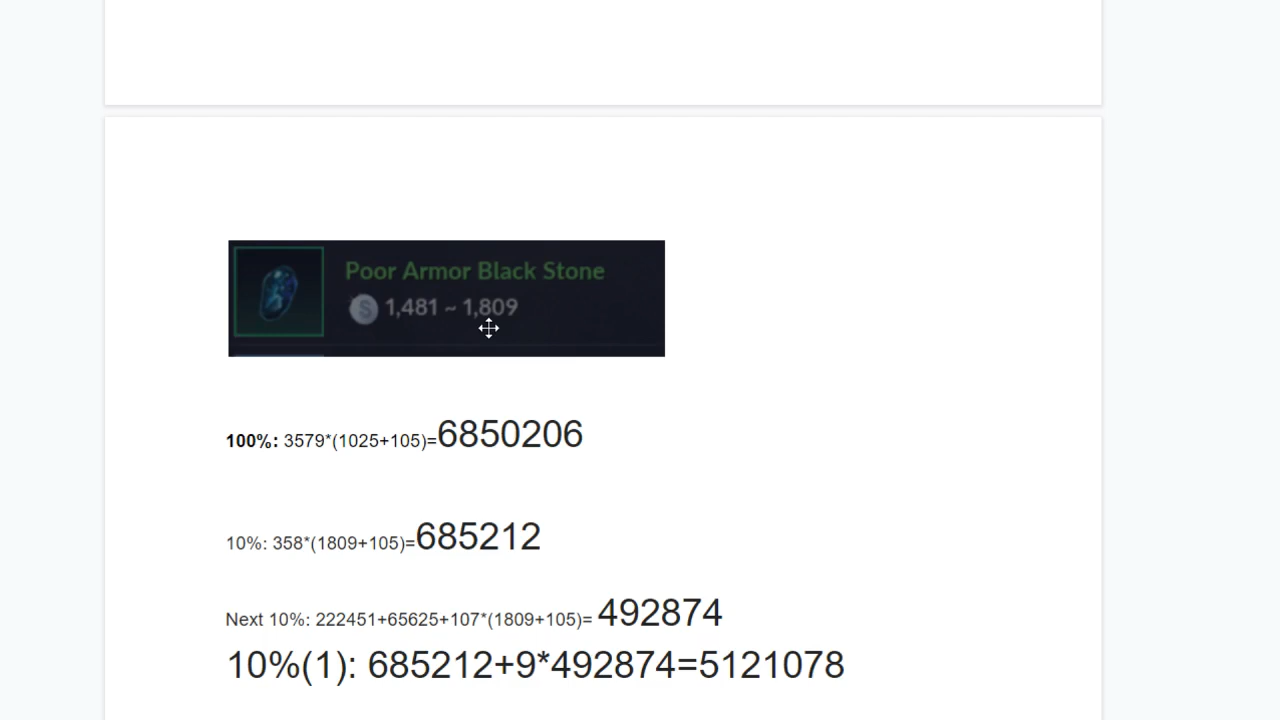 Poor Armor Black Stone
S 1,481 ~ 1,809
100%: 3579*(1025+105)=6850206
10%: 358*(1809+105)=685212
Next 10%: 222451+65625+107*(1809+105)= 492874
10%(1): 685212+9*492874=5121078